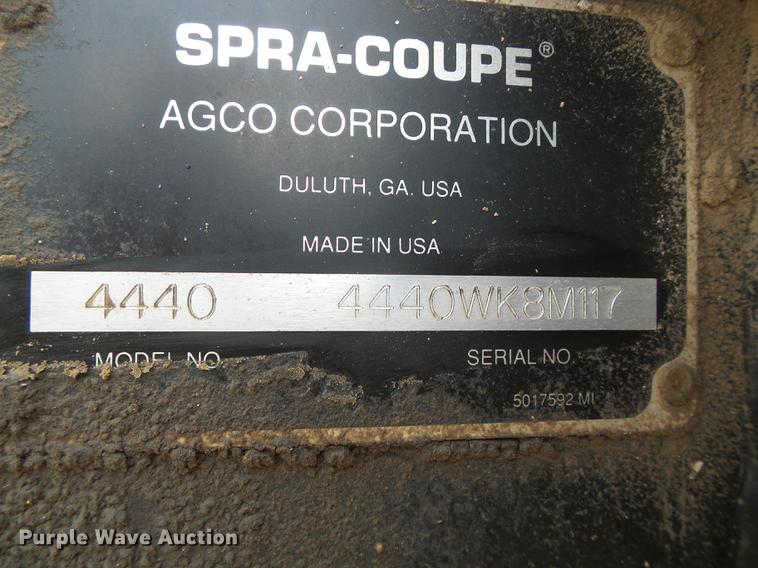 SPRA-COUPE®
AGCO CORPORATION
DULUTH, GA. USA
MADE IN USA
4440 4440WK8M117
MODEL NO. SERIAL NO.
5017592 M1
Purple Wave Auction®